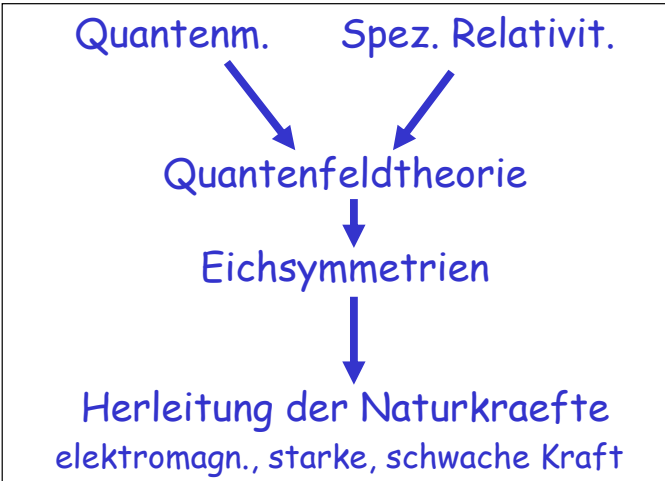 Quantenm. Spez. Relativit.
Quantenfeldtheorie
Eichsymmetrien
Herleitung der Naturkraefte
elektromagn., starke, schwache Kraft